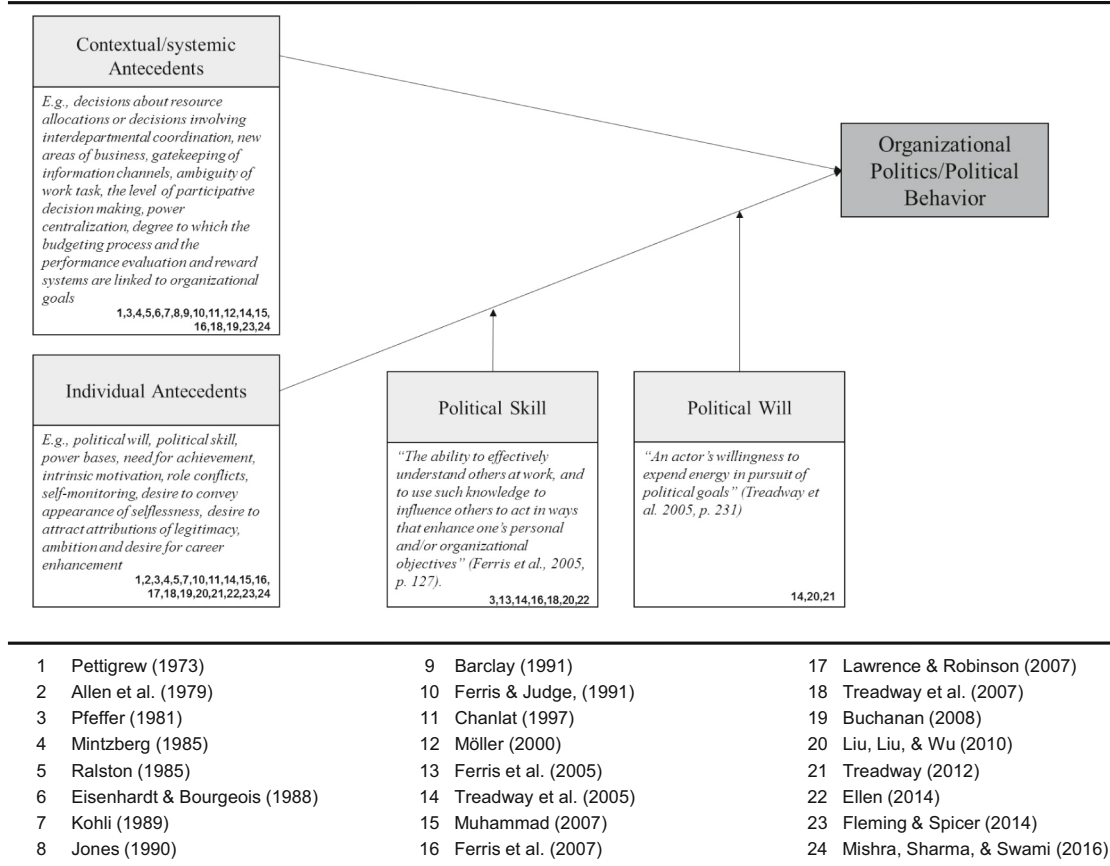 Contextual/systemic
Antecedents
E.g., decisions about resource
allocations or decisions involving
interdepartmental coordination, new
areas of business, gatekeeping of
information channels, ambiguity of
work task, the level of participative
decision making, power
centralization, degree to which the
budgeting process and the
performance evaluation and reward
systems are linked to organizational
goals
1,3,4,5,6,7,8,9,10,11,12,14,15,
16,18,19,23,24
Organizational
Politics/Political
Behavior
Individual Antecedents
E.g., political will, political skill,
power bases, need for achievement,
intrinsic motivation, role conflicts,
self-monitoring, desire to convey
appearance of selflessness, desire to
attract attributions of legitimacy,
ambition and desire for career
enhancement
1,2,3,4,5,7,10,11,14,15,16,
17,18,19,20,21,22,23,24
Political Skill
“The ability to effectively
understand others at work, and
to use such knowledge to
influence others to act in ways
that enhance one’s personal
and/or organizational
objectives” (Ferris et al., 2005,
p. 127).
3,13,14,16,18,20,22
Political Will
“An actor’s willingness to
expend energy in pursuit of
political goals” (Treadway et
al. 2005, p. 231)
14,20,21
1 Pettigrew (1973)
2 Allen et al. (1979)
3 Pfeffer (1981)
4 Mintzberg (1985)
5 Ralston (1985)
6 Eisenhardt & Bourgeois (1988)
7 Kohli (1989)
8 Jones (1990)
9 Barclay (1991)
10 Ferris & Judge, (1991)
11 Chanlat (1997)
12 Möller (2000)
13 Ferris et al. (2005)
14 Treadway et al. (2005)
15 Muhammad (2007)
16 Ferris et al. (2007)
17 Lawrence & Robinson (2007)
18 Treadway et al. (2007)
19 Buchanan (2008)
20 Liu, Liu, & Wu (2010)
21 Treadway (2012)
22 Ellen (2014)
23 Fleming & Spicer (2014)
24 Mishra, Sharma, & Swami (2016)